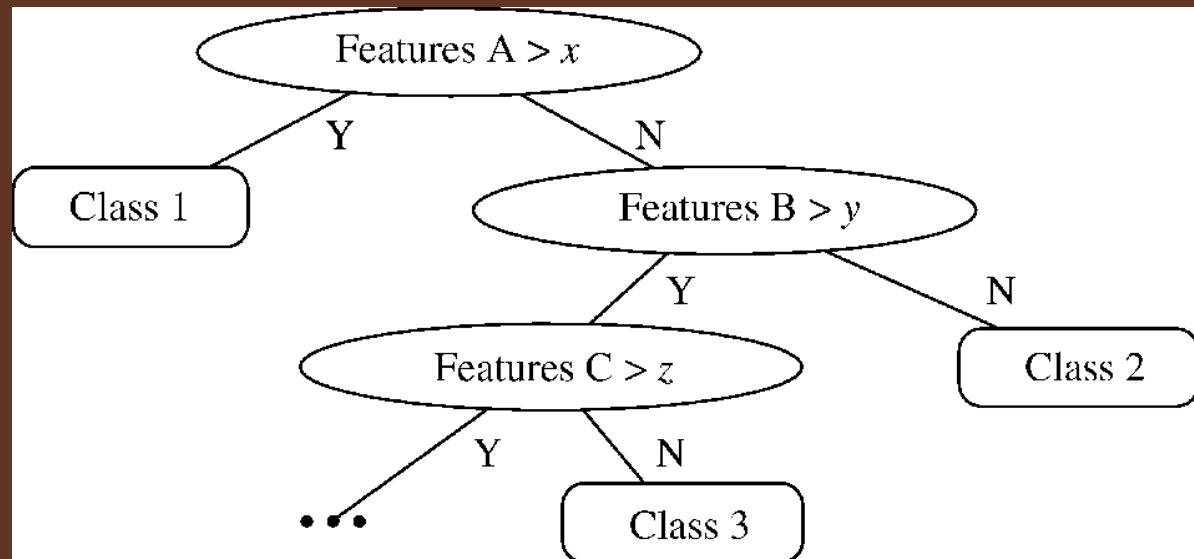 Features A > x
Y
N
Class 1
Features B > y
Y
N
Features C > z
Class 2
Y
N
Class 3